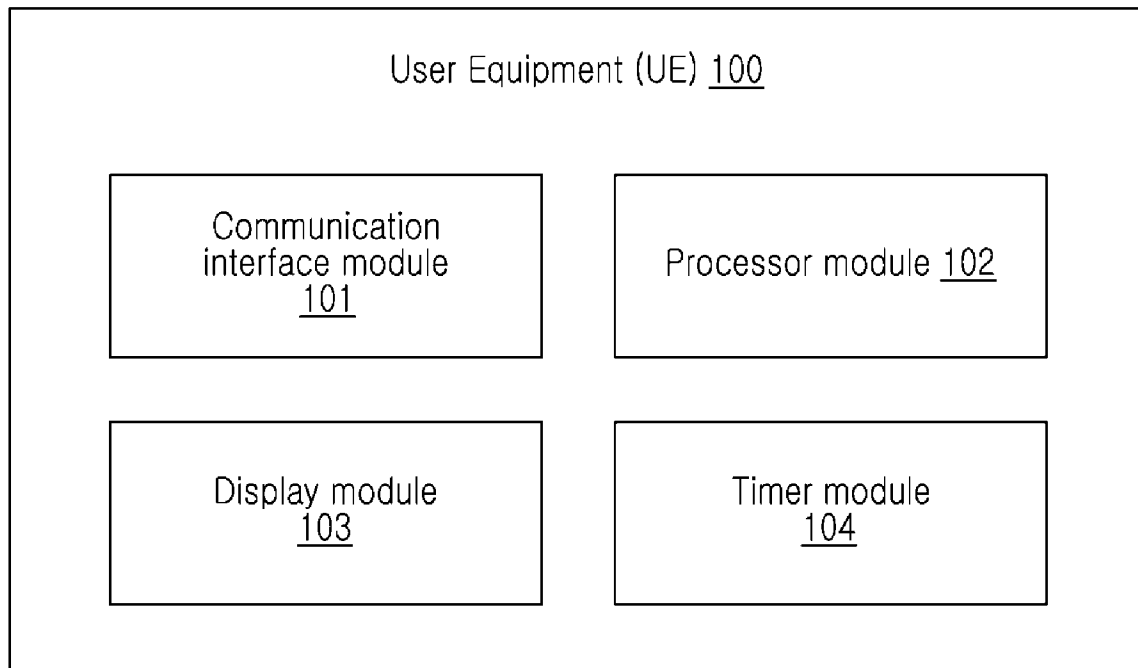 User Equipment (UE) 100
Communication
interface module
101
Processor module 102
Display module
103
Timer module
104